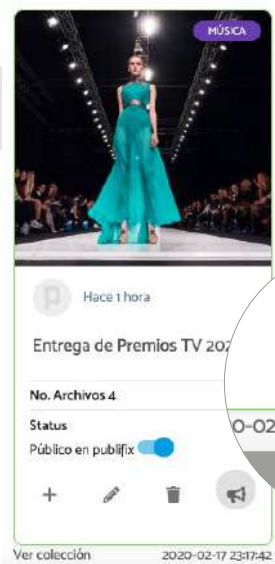 MÚSICA
Hace 1 hora
Entrega de Premios TV 202
No. Archivos 4
Status
0-02
Público en publifix
Ver colección 2020-02-17 23:17:42